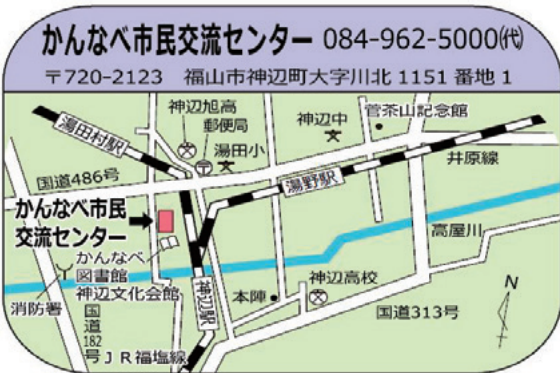 かんなべ市民交流センター 084-962-5000㈹
〒720-2123 福山市神辺町大字川北 1151 番地 1
湯田村駅
神辺旭高
郵便局
湯田小
神辺中
菅茶山記念館
国道486号
湯野駅
井原線
かんなべ市民
交流センター
かんなべ
図書館
神辺文化会館
高屋川
消防署
国道182号
神辺駅
本陣
神辺高校
国道313号
N
JR福塩線